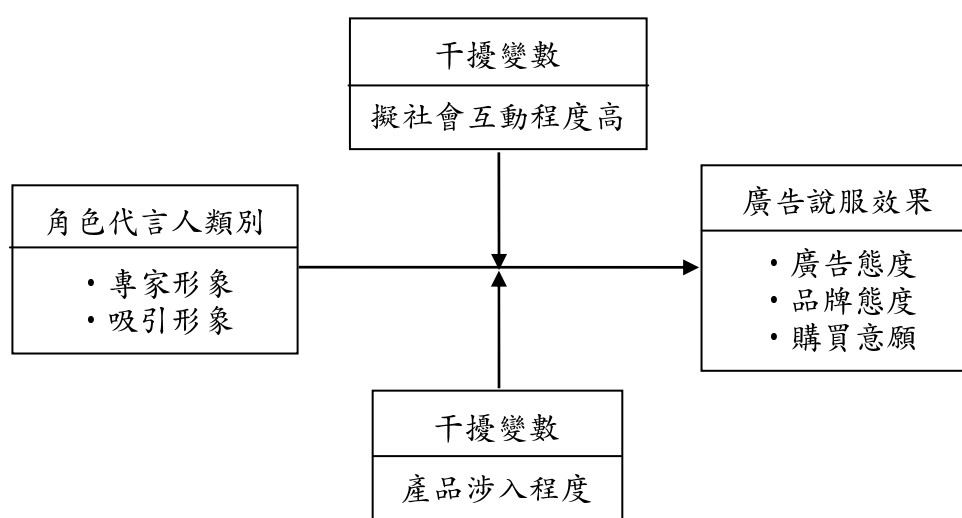 干擾變數
擬社會互動程度高
角色代言人類別
・專家形象
・吸引形象
廣告說服效果
・廣告態度
・品牌態度
・購買意願
干擾變數
產品涉入程度